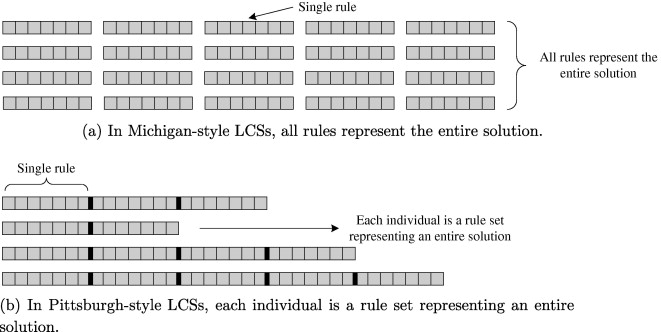 Single rule
All rules represent the
entire solution
(a) In Michigan-style LCSs, all rules represent the entire solution.
Single rule
Each individual is a rule set
representing an entire solution
(b) In Pittsburgh-style LCSs, each individual is a rule set representing an entire
solution.